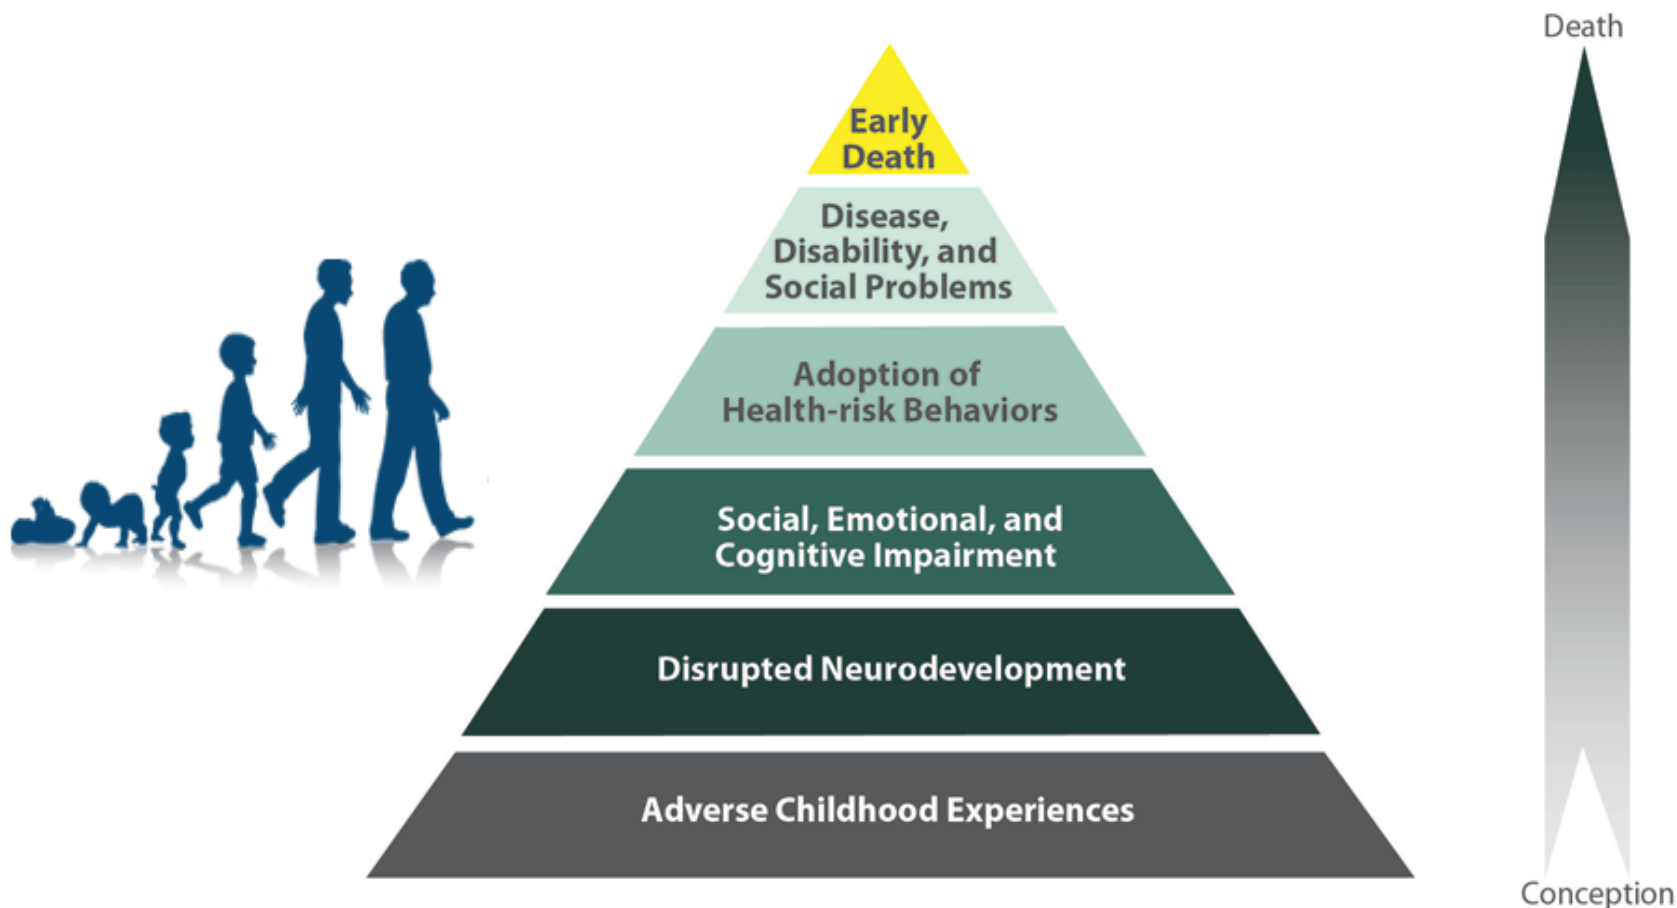 Death
Early
Death
Disease,
Disability, and
Social Problems
Adoption of
Health-risk Behaviors
Social, Emotional, and
Cognitive Impairment
Disrupted Neurodevelopment
Adverse Childhood Experiences
Conception